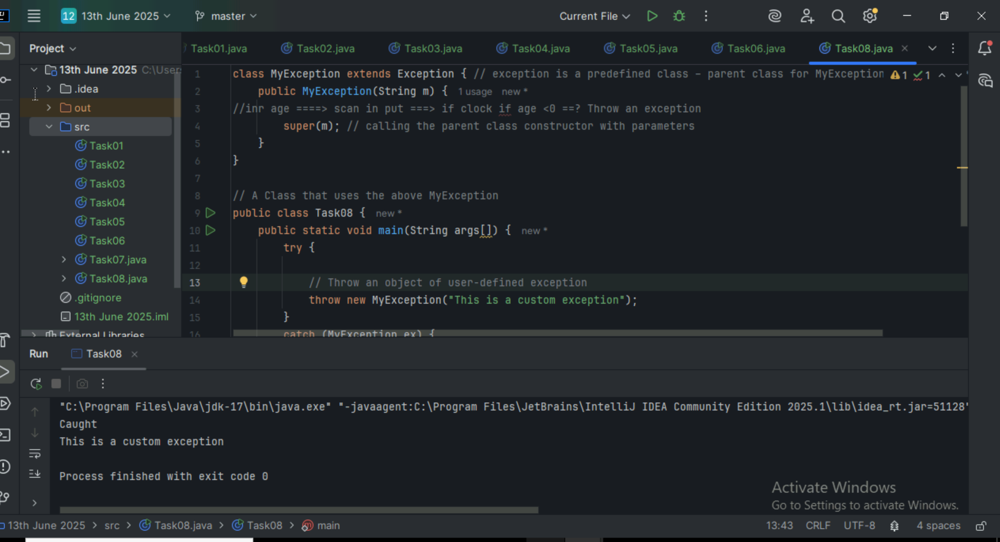 12 13th June 2025 master Current File
Project
Task01.java Task02.java Task03.java Task04.java Task05.java Task06.java Task08.java
13th June 2025 C:\Users
.idea
out
src
Task01
Task02
Task03
Task04
Task05
Task06
Task07.java
Task08.java
.gitignore
13th June 2025.iml
External Libraries
1 class MyException extends Exception { // exception is a predefined class – parent class for MyException 1 1
2 public MyException(String m) { 1 usage new *
3 //inr age ====> scan in put ===> if clock if age <0 ==? Throw an exception
4 super(m); // calling the parent class constructor with parameters
5 }
6 }
7
8 // A Class that uses the above MyException
9 public class Task08 { new *
10 public static void main(String args[]) { new *
11 try {
12
13 // Throw an object of user-defined exception
14 throw new MyException("This is a custom exception");
15 }
16 catch (MyException ex) {
Run Task08
"C:\Program Files\Java\jdk-17\bin\java.exe" "-javaagent:C:\Program Files\JetBrains\IntelliJ IDEA Community Edition 2025.1\lib\idea_rt.jar=51128"
Caught
This is a custom exception
Process finished with exit code 0
Activate Windows
Go to Settings to activate Windows.
13th June 2025 > src > Task08.java > Task08 > main 13:43 CRLF UTF-8 4 spaces